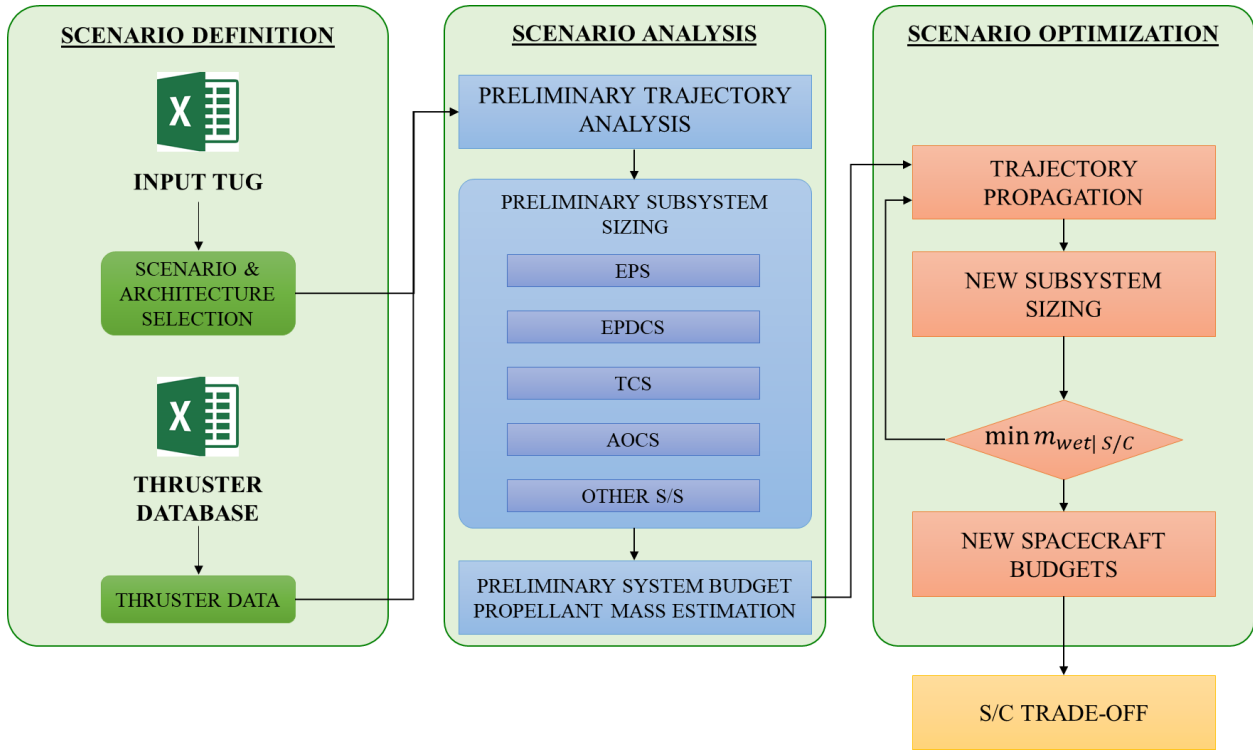 SCENARIO DEFINITION
X
INPUT TUG
SCENARIO &
ARCHITECTURE
SELECTION
X
THRUSTER
DATABASE
THRUSTER DATA
SCENARIO ANALYSIS
PRELIMINARY TRAJECTORY
ANALYSIS
PRELIMINARY SUBSYSTEM
SIZING
EPS
EPDCS
TCS
AOCS
OTHER S/S
PRELIMINARY SYSTEM BUDGET
PROPELLANT MASS ESTIMATION
SCENARIO OPTIMIZATION
TRAJECTORY
PROPAGATION
NEW SUBSYSTEM
SIZING
min m_{wet| S/C}
NEW SPACECRAFT
BUDGETS
S/C TRADE-OFF